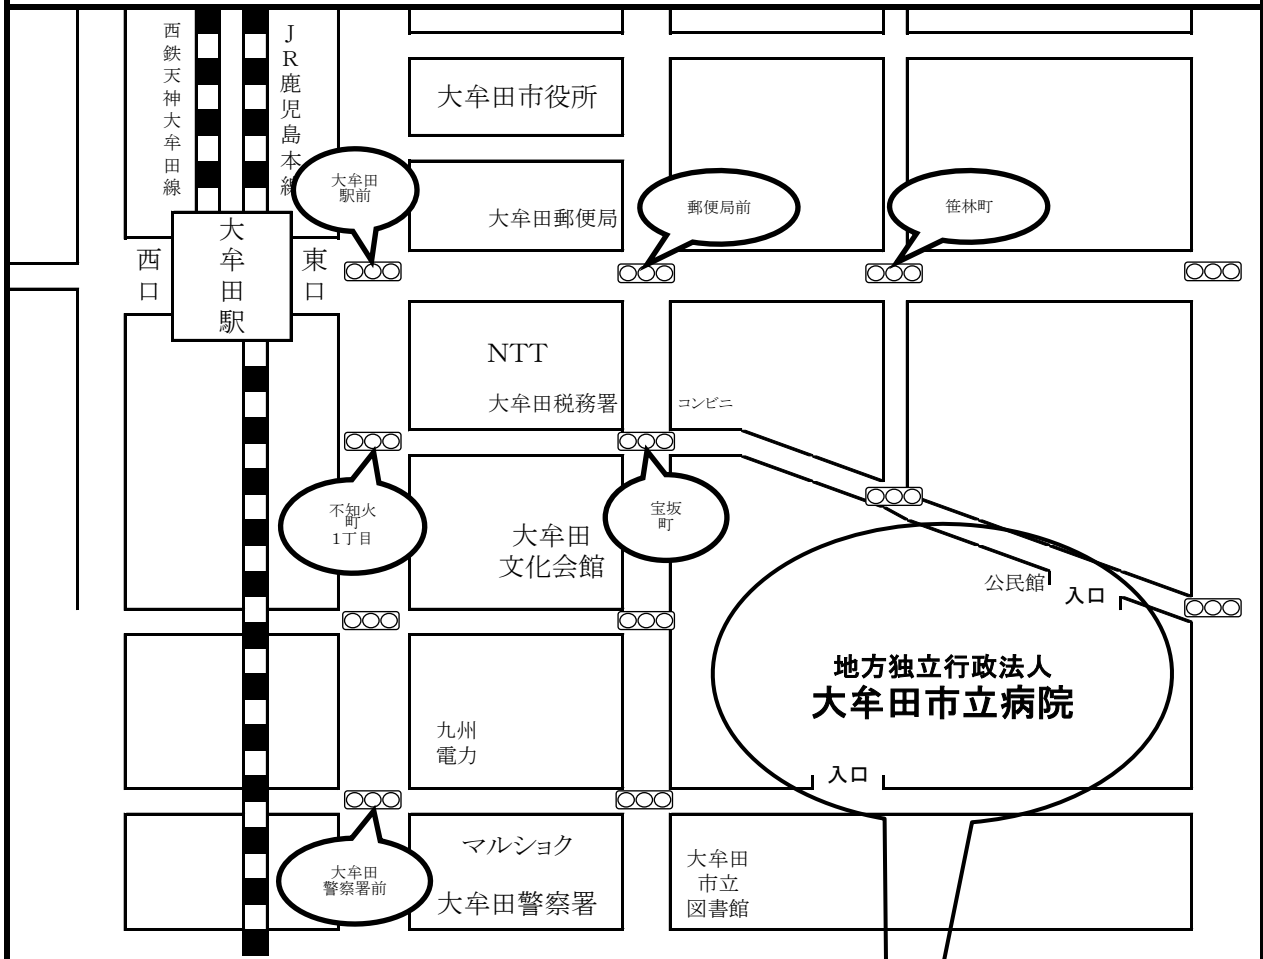 西鉄天神大牟田線
JR鹿児島本線
大牟田市役所
大牟田
駅前
大牟田郵便局
郵便局前
笹林町
大牟田駅
西口
東口
NTT
大牟田税務署
コンビニ
不知火
町
1丁目
宝坂
町
大牟田
文化会館
公民館
入口
地方独立行政法人
大牟田市立病院
九州
電力
入口
マルショク
大牟田
警察署前
大牟田警察署
大牟田
市立
図書館